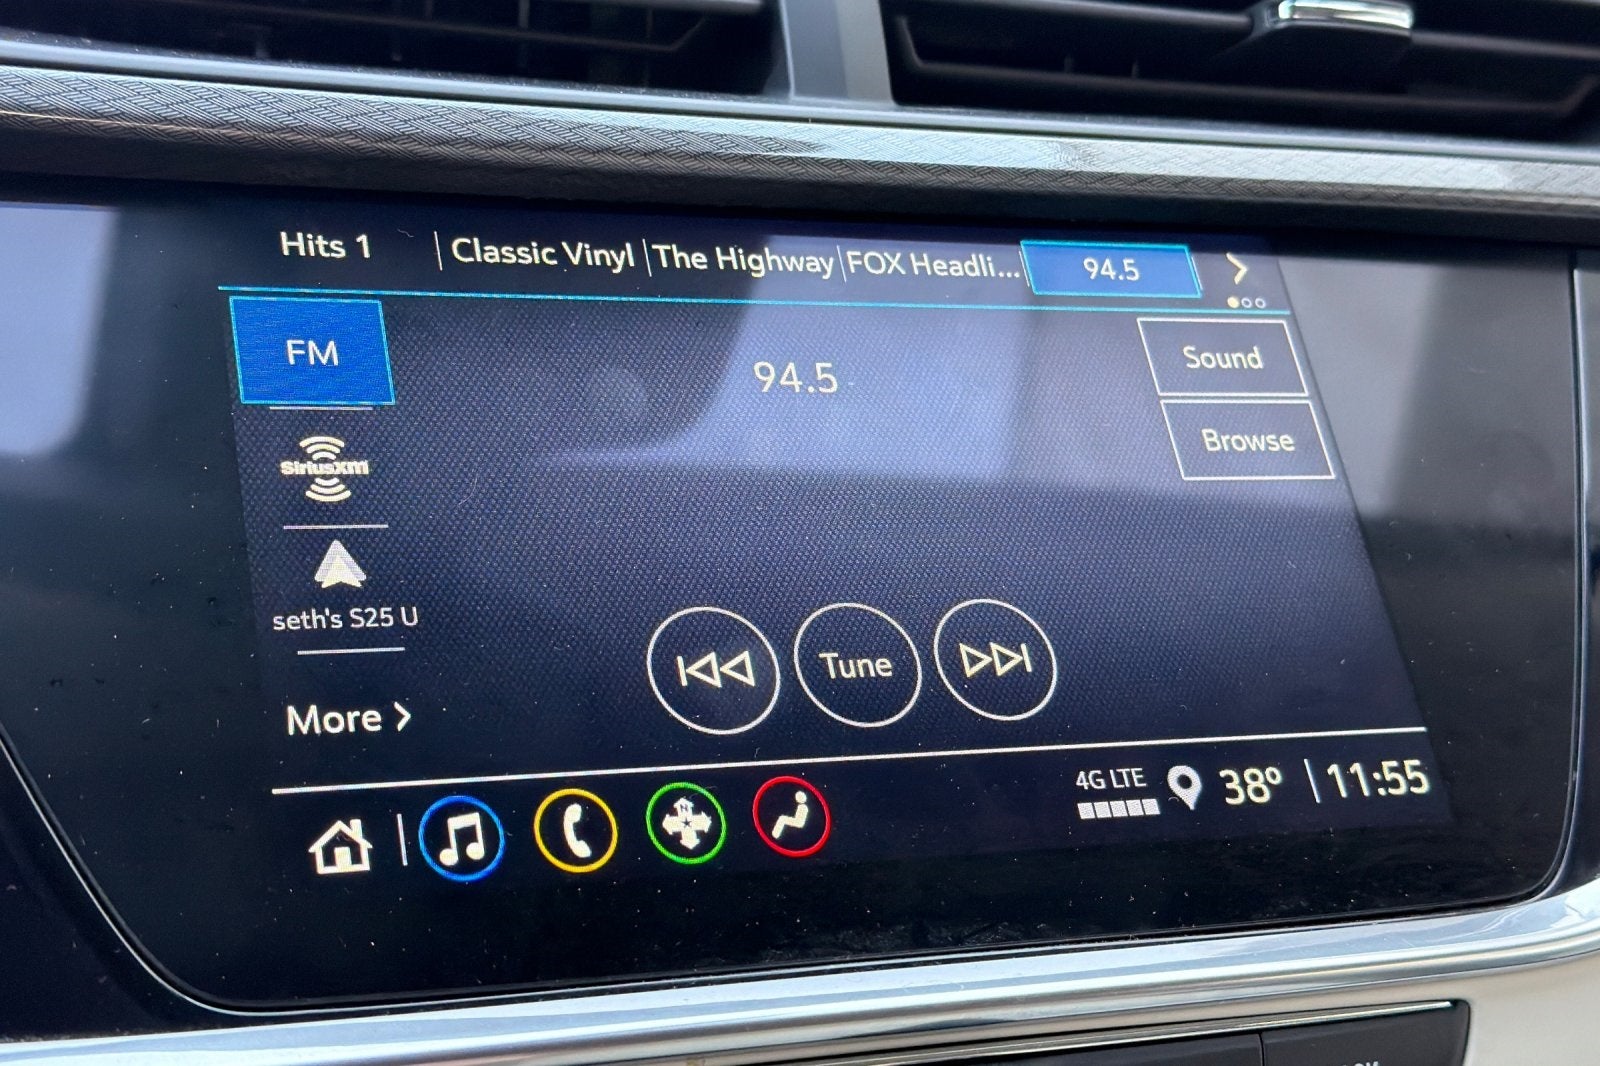 Hits 1 Classic Vinyl The Highway FOX Headli... 94.5
FM
94.5
Sound
Browse
SiriusXM
seth's S25 U
Tune
More
4G LTE 38° 11:55
N